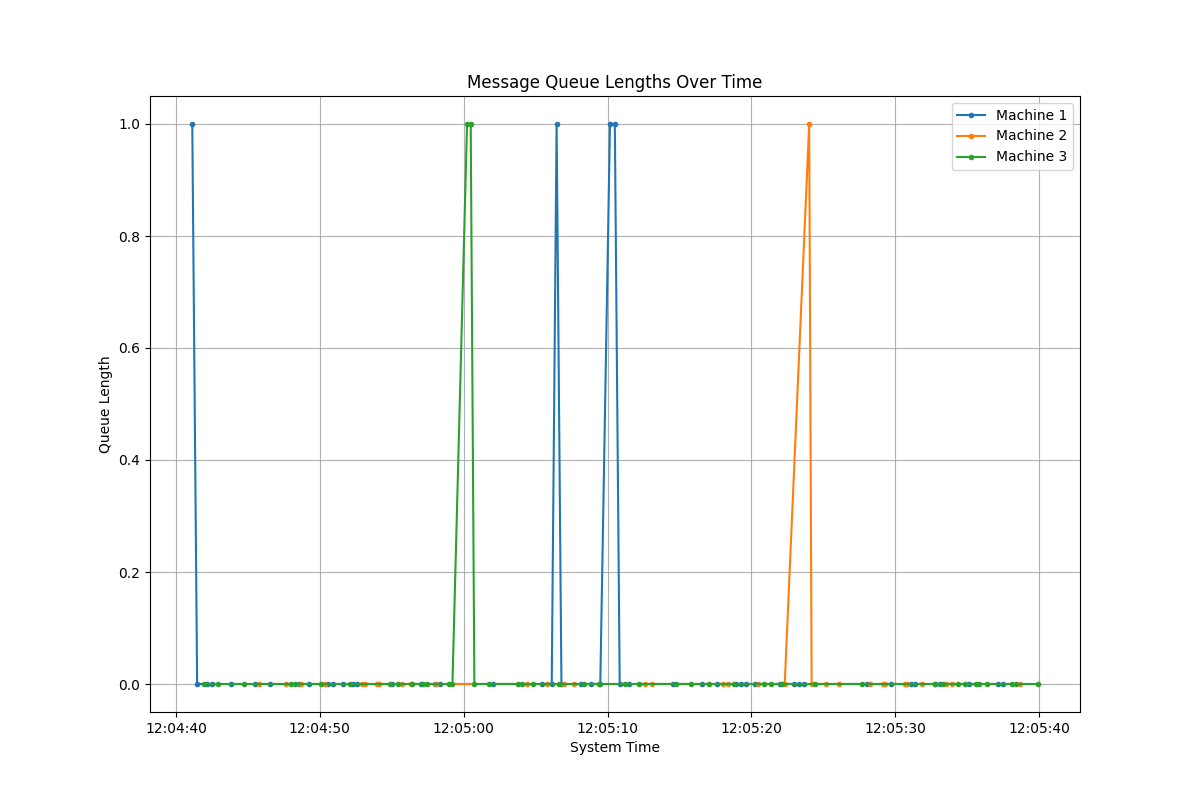 Message Queue Lengths Over Time
Machine 1
Machine 2
Machine 3
1.0
0.8
0.6
0.4
0.2
0.0
Queue Length
12:04:40
12:04:50
12:05:00
12:05:10
12:05:20
12:05:30
12:05:40
System Time